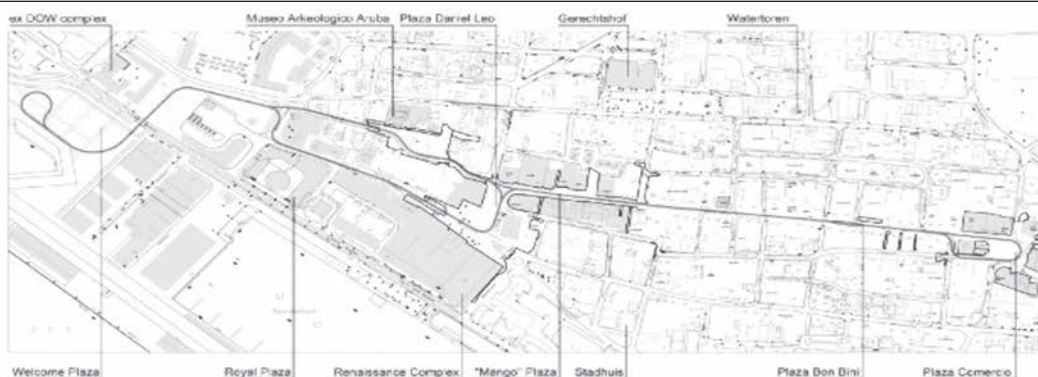 ex DOW complex Museo Arkeologico Aruba Plaza Daniel Leo Gerechtshof Watertoren
Welcome Plaza Royal Plaza Renaissance Complex "Mango" Plaza Stadhuis Plaza Bon Bini Plaza Comercio